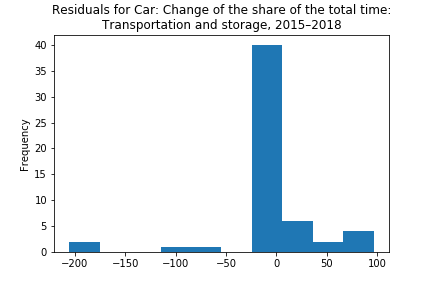 Residuals for Car: Change of the share of the total time:
Transportation and storage, 2015–2018
40
35
30
25
20
15
10
5
0
Frequency
−200 −150 −100 −50 0 50 100